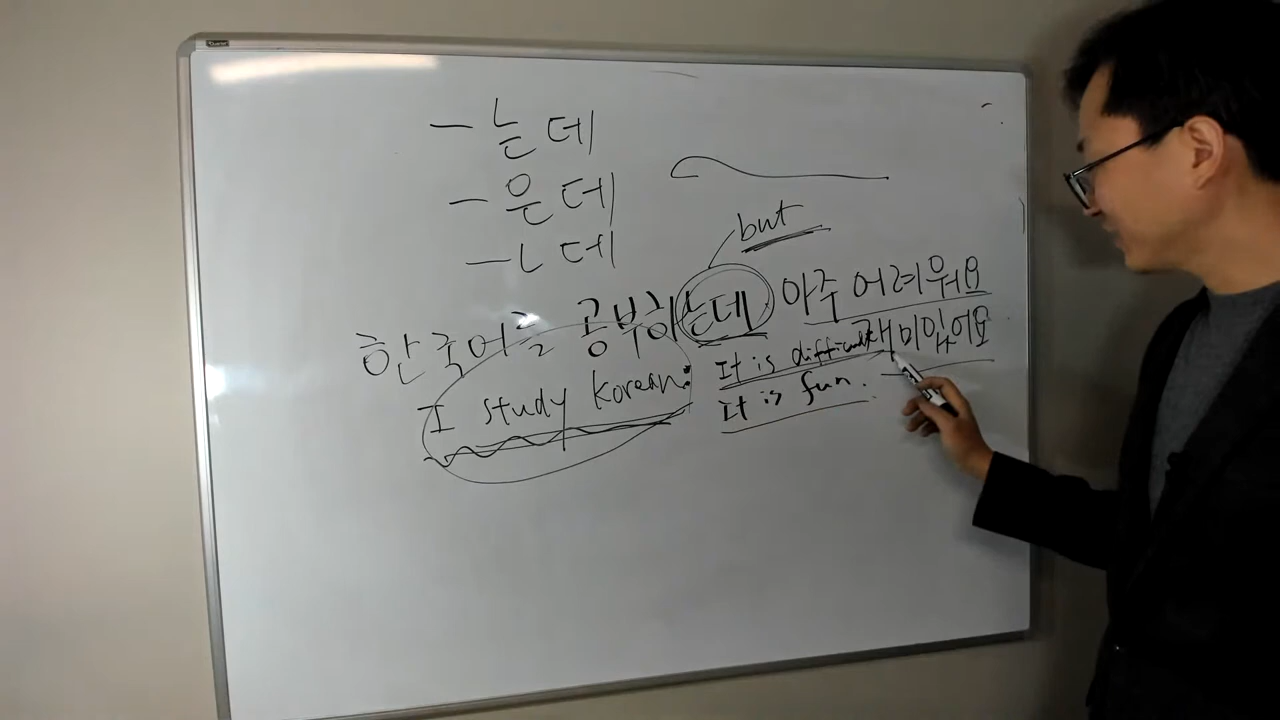 -는데
-은데
-ㄴ데
but
한국어를 공부하는데 아주 어려워요
It is difficult 재미있어요
I study korean. It is fun.